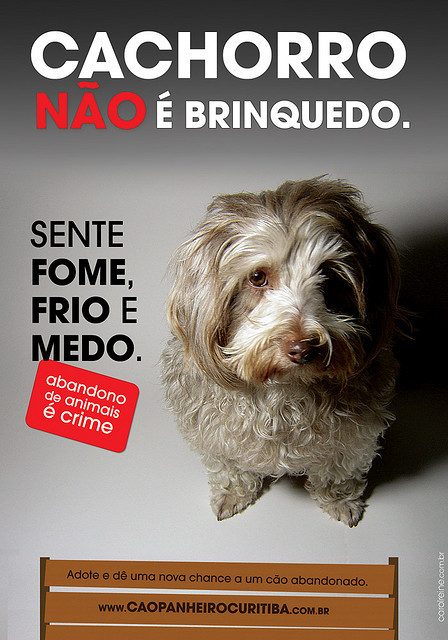 CACHORRO
NÃO É BRINQUEDO.
SENTE
FOME,
FRIO E
MEDO.
abandono
de animais
é crime
Adote e dê uma nova chance a um cão abandonado.
www.CAOPANHEIROCURITIBA.COM.BR
carolreine.com.br